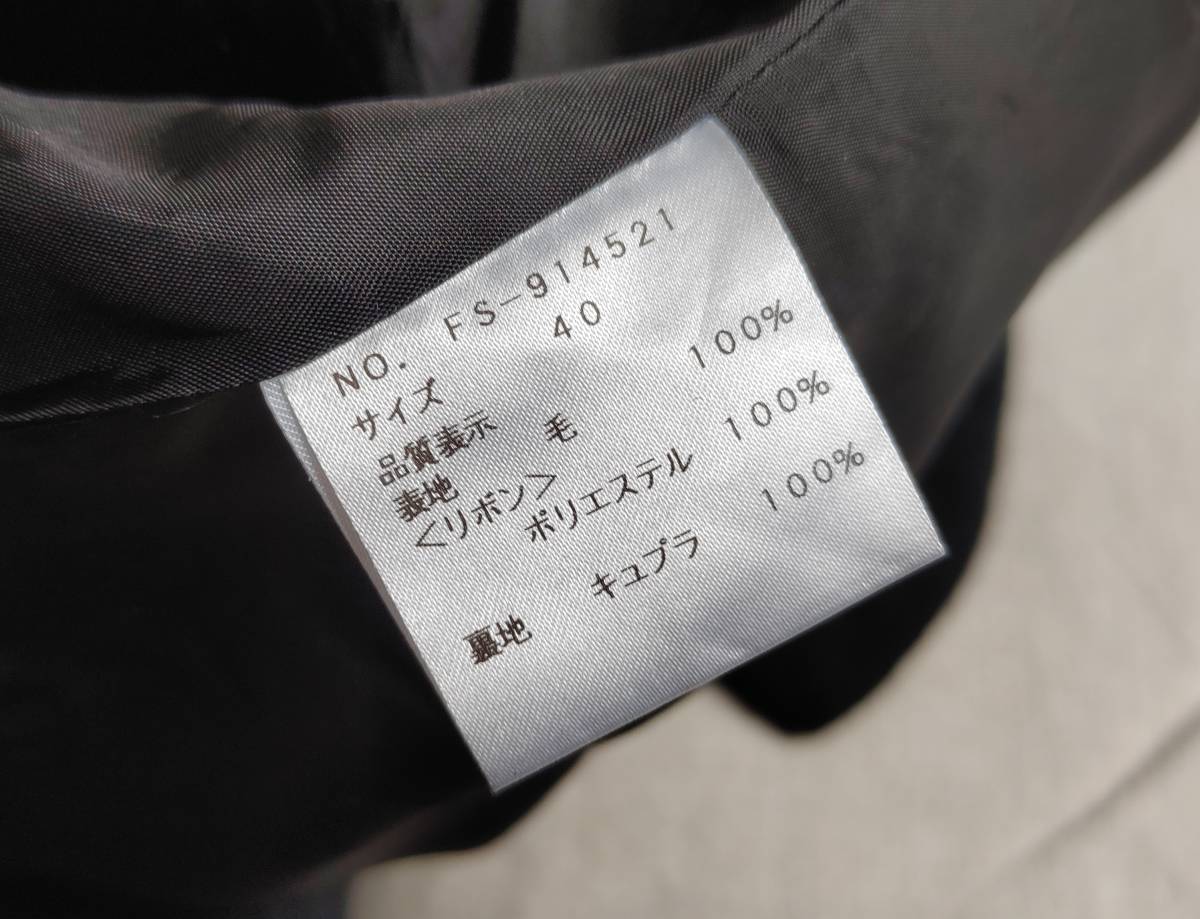 NO. FS-914521
サイズ 40
品質表示
表地 毛 100%
<リボン>
ポリエステル 100%
裏地 キュプラ 100%